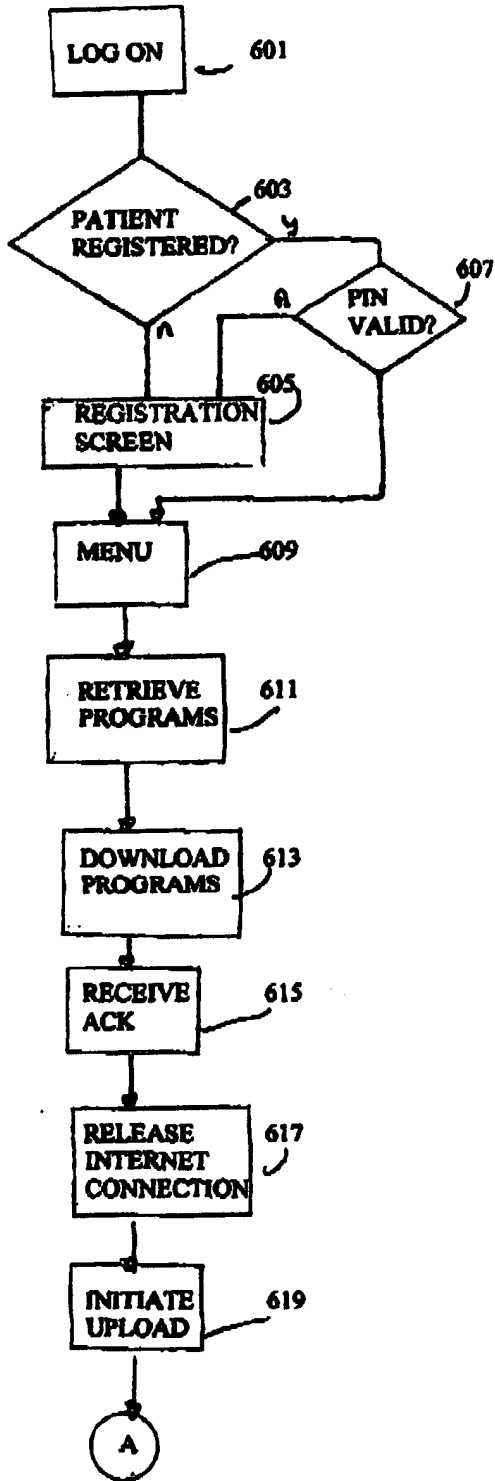 LOG ON
601
603
PATIENT
REGISTERED?
y
607
PIN
VALID?
n
n
605
REGISTRATION
SCREEN
MENU
609
RETRIEVE
PROGRAMS
611
DOWNLOAD
PROGRAMS
613
RECEIVE
ACK
615
RELEASE
INTERNET
CONNECTION
617
INITIATE
UPLOAD
619
A